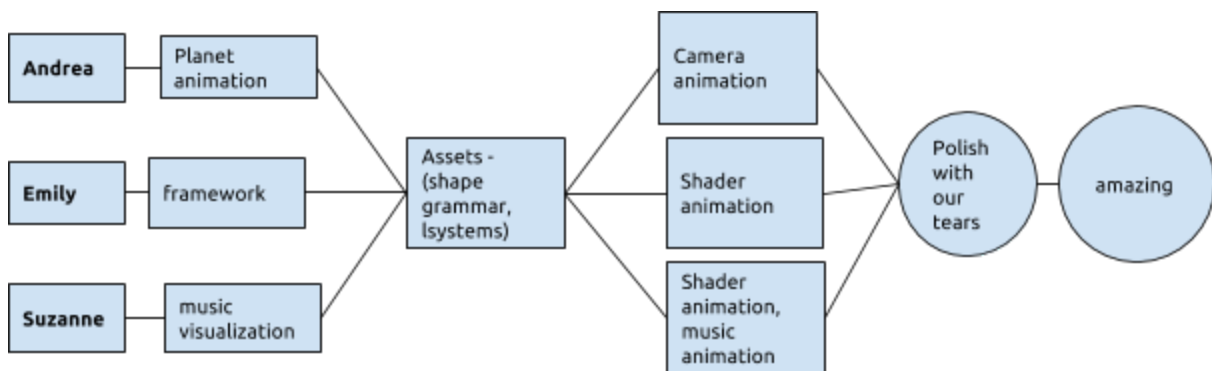 Andrea
Planet
animation
Emily
framework
Suzanne
music
visualization
Assets -
(shape
grammar,
lsystems)
Camera
animation
Shader
animation
Shader
animation,
music
animation
Polish
with
our
tears
amazing